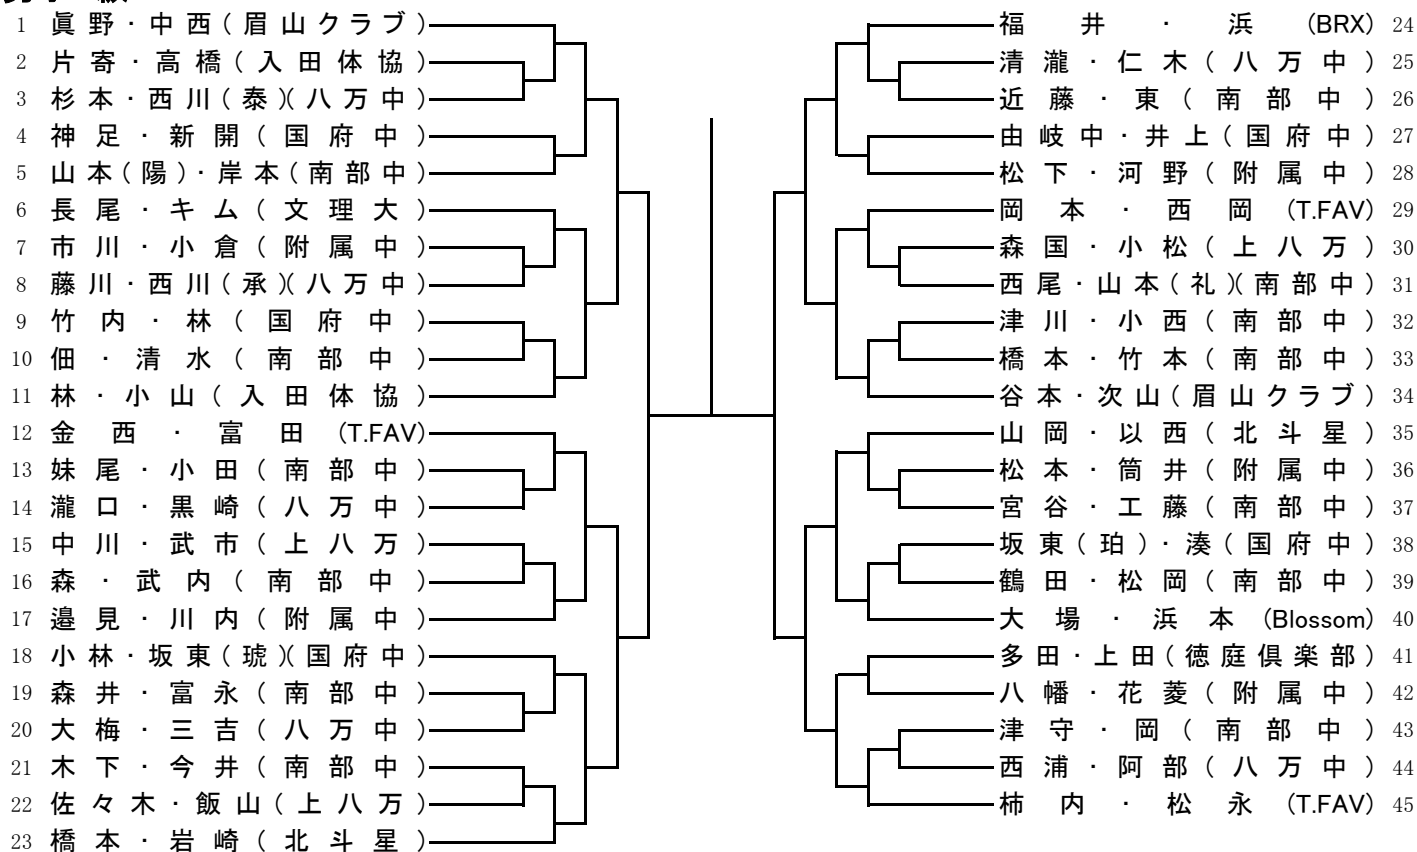 1 眞野・中西(眉山クラブ)
2 片寄・高橋(入田体協)
3 杉本・西川(泰)(八万中)
4 神足・新開(国府中)
5 山本(陽)・岸本(南部中)
6 長尾・キム(文理大)
7 市川・小倉(附属中)
8 藤川・西川(承)(八万中)
9 竹内・林(国府中)
10 佃・清水(南部中)
11 林・小山(入田体協)
12 金西・富田(T.FAV)
13 妹尾・小田(南部中)
14 瀧口・黒崎(八万中)
15 中川・武市(上八万)
16 森・武内(南部中)
17 邉見・川内(附属中)
18 小林・坂東(琥)(国府中)
19 森井・富永(南部中)
20 大梅・三吉(八万中)
21 木下・今井(南部中)
22 佐々木・飯山(上八万)
23 橋本・岩崎(北斗星)
福井・浜(BRX) 24
清瀧・仁木(八万中) 25
近藤・東(南部中) 26
由岐中・井上(国府中) 27
松下・河野(附属中) 28
岡本・西岡(T.FAV) 29
森国・小松(上八万) 30
西尾・山本(礼)(南部中) 31
津川・小西(南部中) 32
橋本・竹本(南部中) 33
谷本・次山(眉山クラブ) 34
山岡・以西(北斗星) 35
松本・筒井(附属中) 36
宮谷・工藤(南部中) 37
坂東(珀)・湊(国府中) 38
鶴田・松岡(南部中) 39
大場・浜本(Blossom) 40
多田・上田(徳庭倶楽部) 41
八幡・花菱(附属中) 42
津守・岡(南部中) 43
西浦・阿部(八万中) 44
柿内・松永(T.FAV) 45